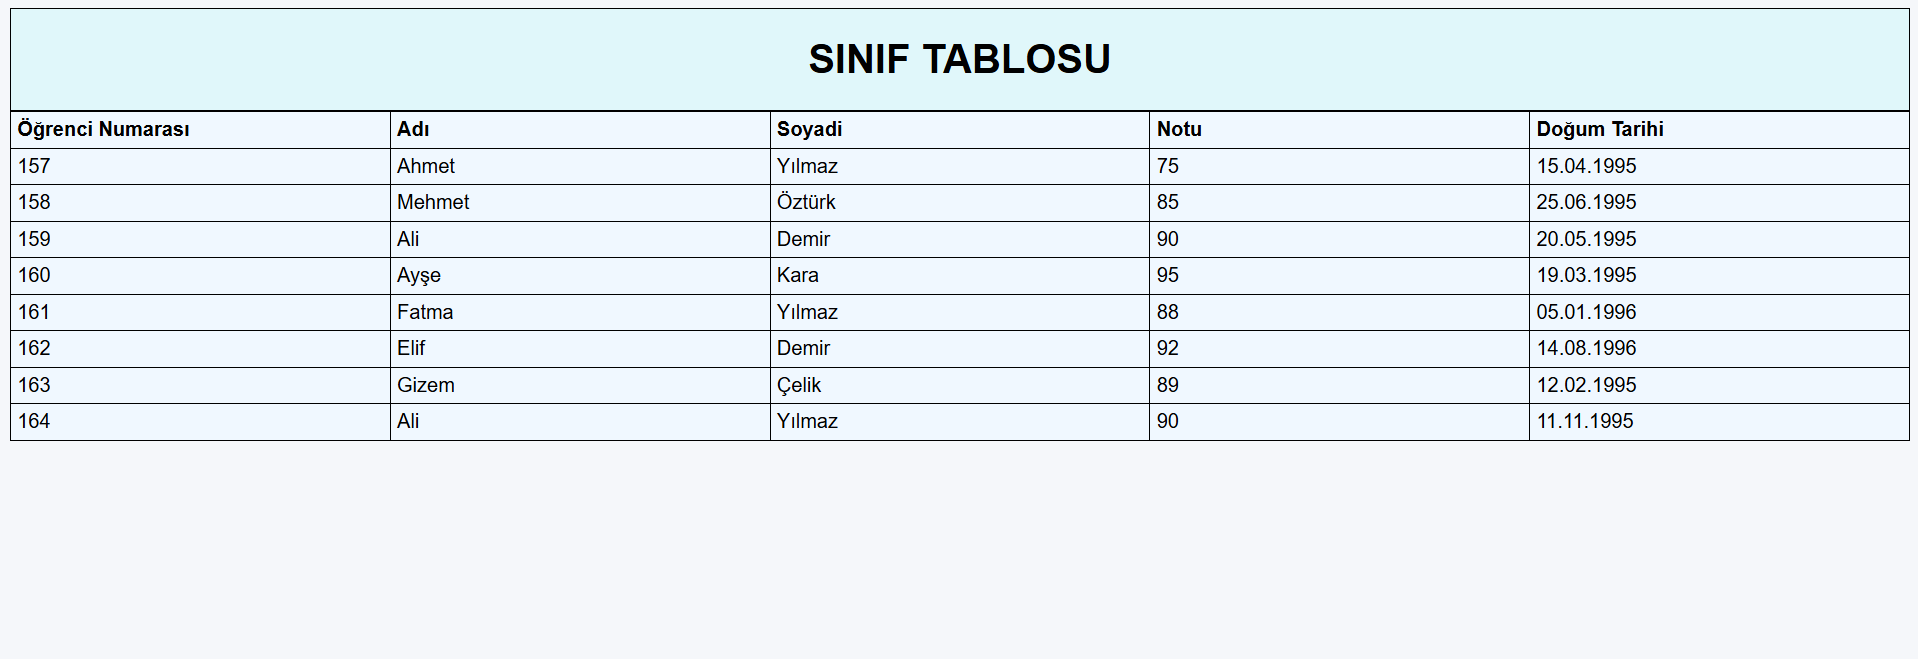 SINIF TABLOSU
Öğrenci Numarası Adı Soyadi Notu Doğum Tarihi
157 Ahmet Yılmaz 75 15.04.1995
158 Mehmet Öztürk 85 25.06.1995
159 Ali Demir 90 20.05.1995
160 Ayşe Kara 95 19.03.1995
161 Fatma Yılmaz 88 05.01.1996
162 Elif Demir 92 14.08.1996
163 Gizem Çelik 89 12.02.1995
164 Ali Yılmaz 90 11.11.1995